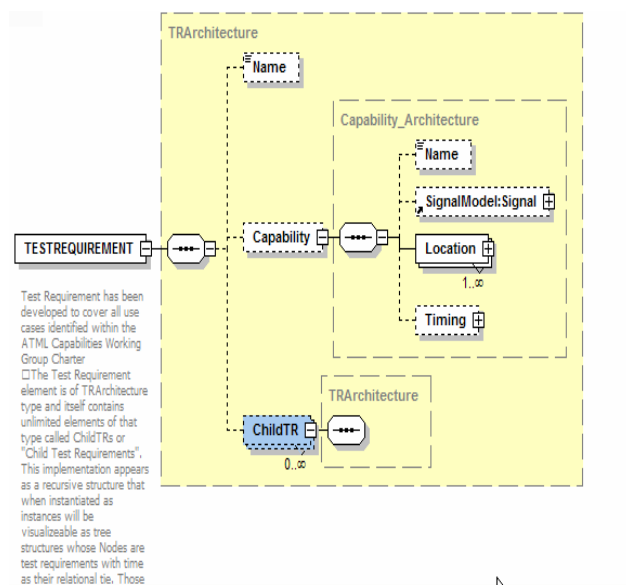 TRArchitecture
Name
Capability_Architecture
Name
SignalModel:Signal
TESTREQUIREMENT
Capability
Location
1..∞
Timing
TRArchitecture
ChildTR
0..∞
Test Requirement has been
developed to cover all use
cases identified within the
ATML Capabilities Working
Group Charter
□The Test Requirement
element is of TRArchitecture
type and itself contains
unlimited elements of that
type called ChildTRs or
"Child Test Requirements".
This implementation appears
as a recursive structure that
when instantiated as
instances will be
visualizeable as tree
structures whose Nodes are
test requirements with time
as their relational tie. Those